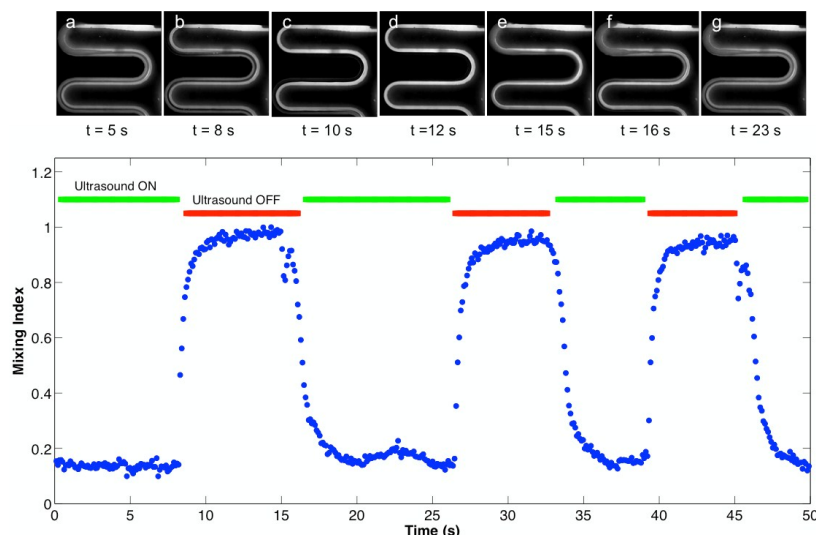 a b c d e f g
t = 5 s t = 8 s t = 10 s t =12 s t = 15 s t = 16 s t = 23 s
1.2
Ultrasound ON
Ultrasound OFF
1
0.8
0.6
0.4
0.2
0
Mixing Index
0 5 10 15 20 25 30 35 40 45 50
Time (s)